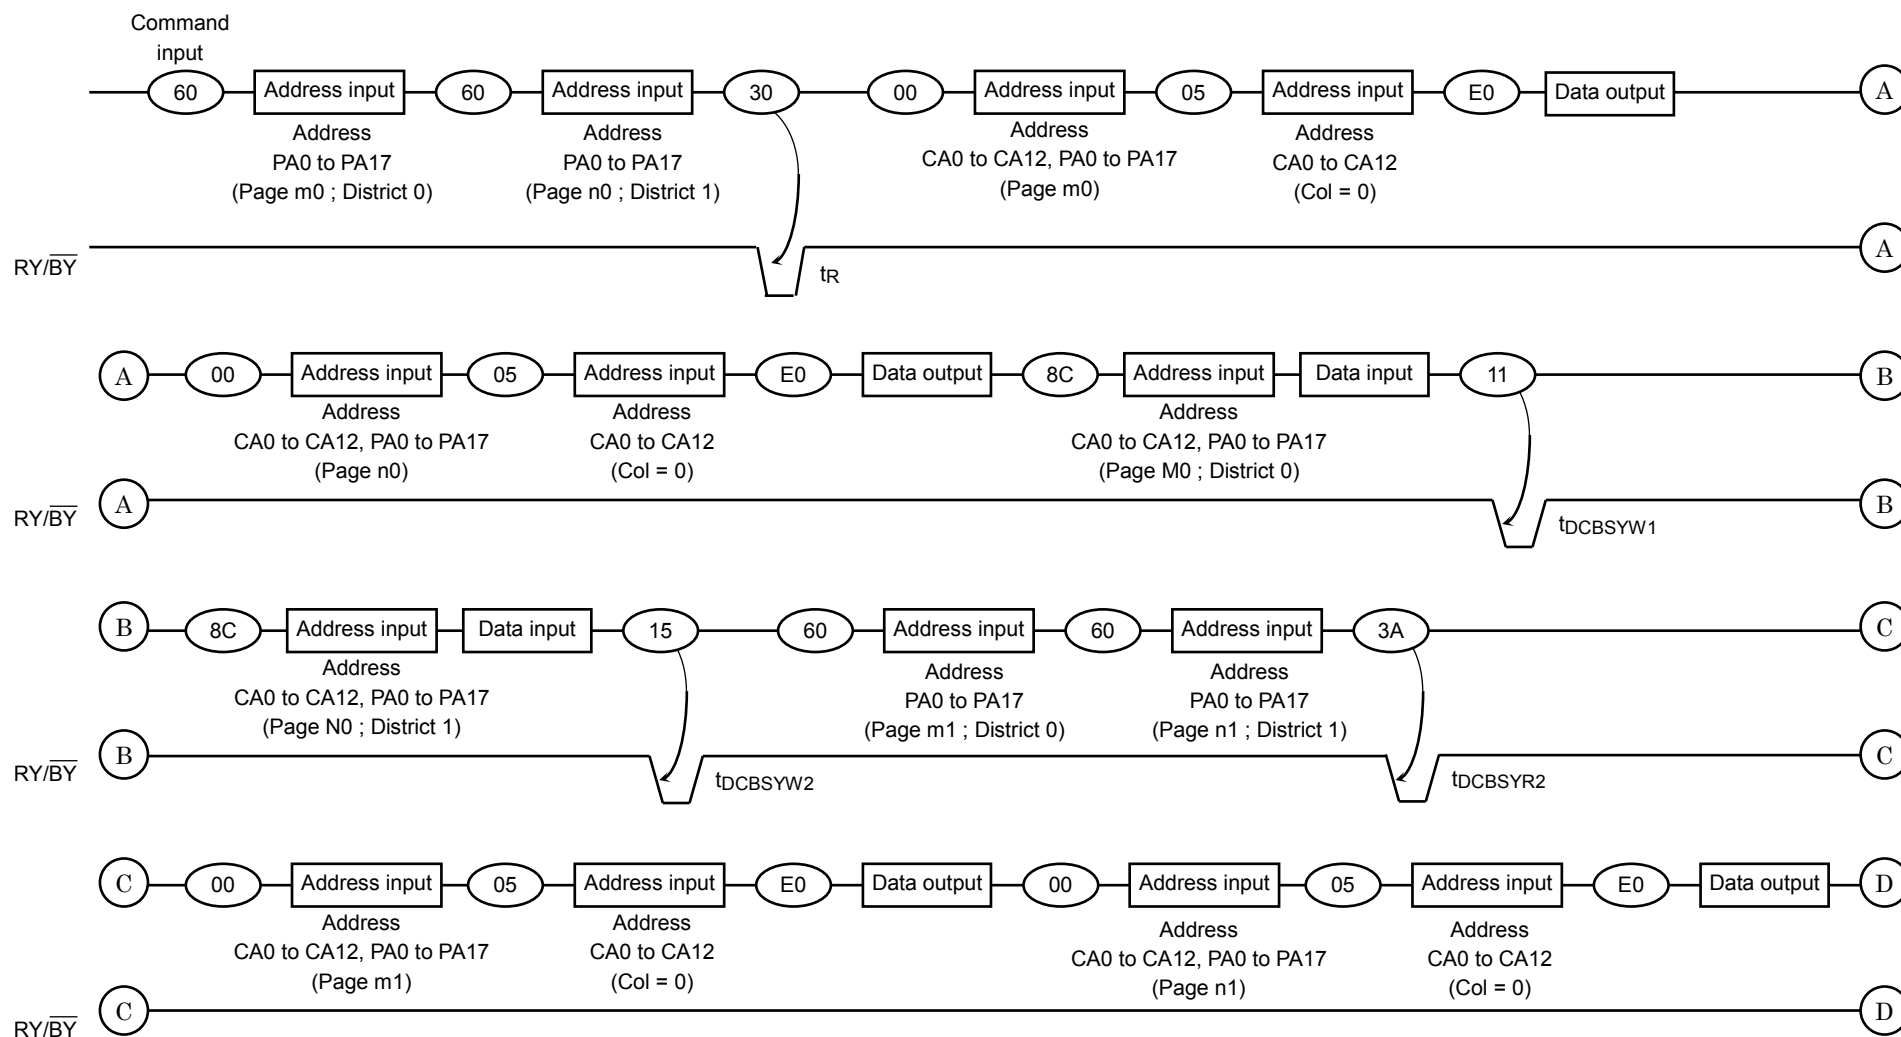 Command
input
60 Address input 60 Address input 30 00 Address input 05 Address input E0 Data output A
Address Address Address Address
PA0 to PA17 PA0 to PA17 CA0 to CA12, PA0 to PA17 CA0 to CA12
(Page m0 ; District 0) (Page n0 ; District 1) (Page m0) (Col = 0)
RY/BY tR A
A 00 Address input 05 Address input E0 Data output 8C Address input Data input 11 B
Address Address Address
CA0 to CA12, PA0 to PA17 CA0 to CA12 CA0 to CA12, PA0 to PA17
(Page n0) (Col = 0) (Page M0 ; District 0)
RY/BY A tDCBSYW1 B
B 8C Address input Data input 15 60 Address input 60 Address input 3A C
Address Address Address
CA0 to CA12, PA0 to PA17 PA0 to PA17 PA0 to PA17
(Page N0 ; District 1) (Page m1 ; District 0) (Page n1 ; District 1)
RY/BY B tDCBSYW2 tDCBSYR2 C
C 00 Address input 05 Address input E0 Data output 00 Address input 05 Address input E0 Data output D
Address Address Address Address
CA0 to CA12, PA0 to PA17 CA0 to CA12 CA0 to CA12, PA0 to PA17 CA0 to CA12
(Page m1) (Col = 0) (Page n1) (Col = 0)
RY/BY C D